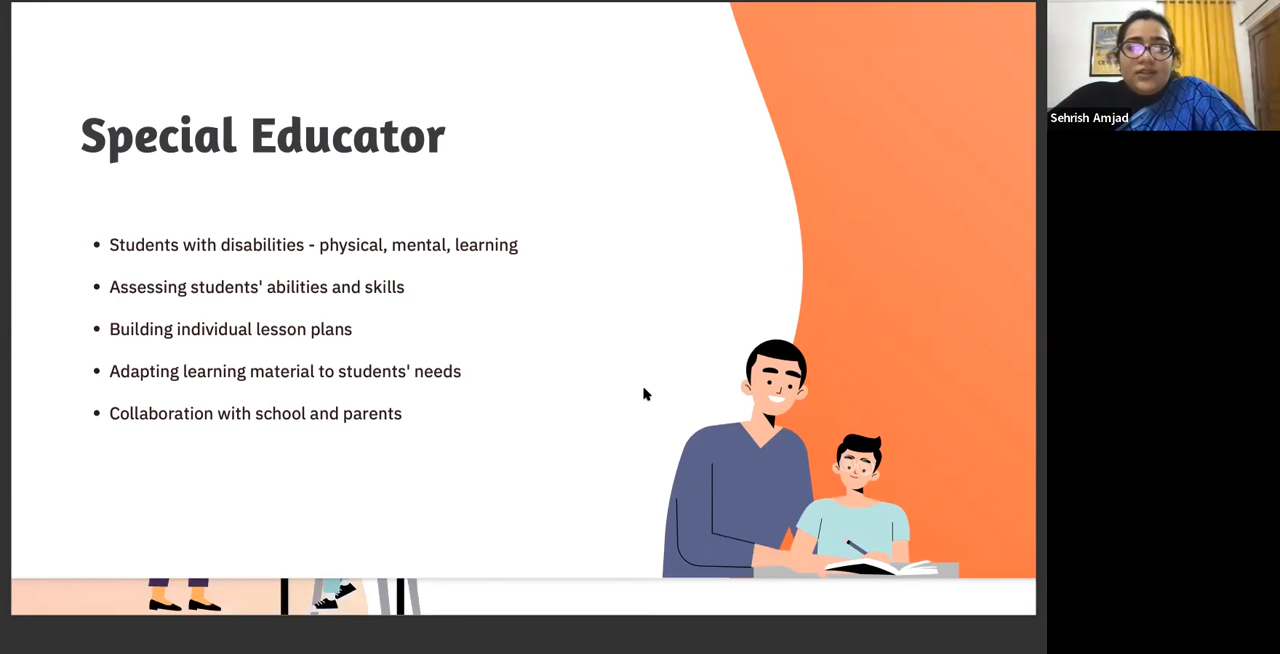 Special Educator
• Students with disabilities - physical, mental, learning
• Assessing students' abilities and skills
• Building individual lesson plans
• Adapting learning material to students' needs
• Collaboration with school and parents
Sehrish Amjad